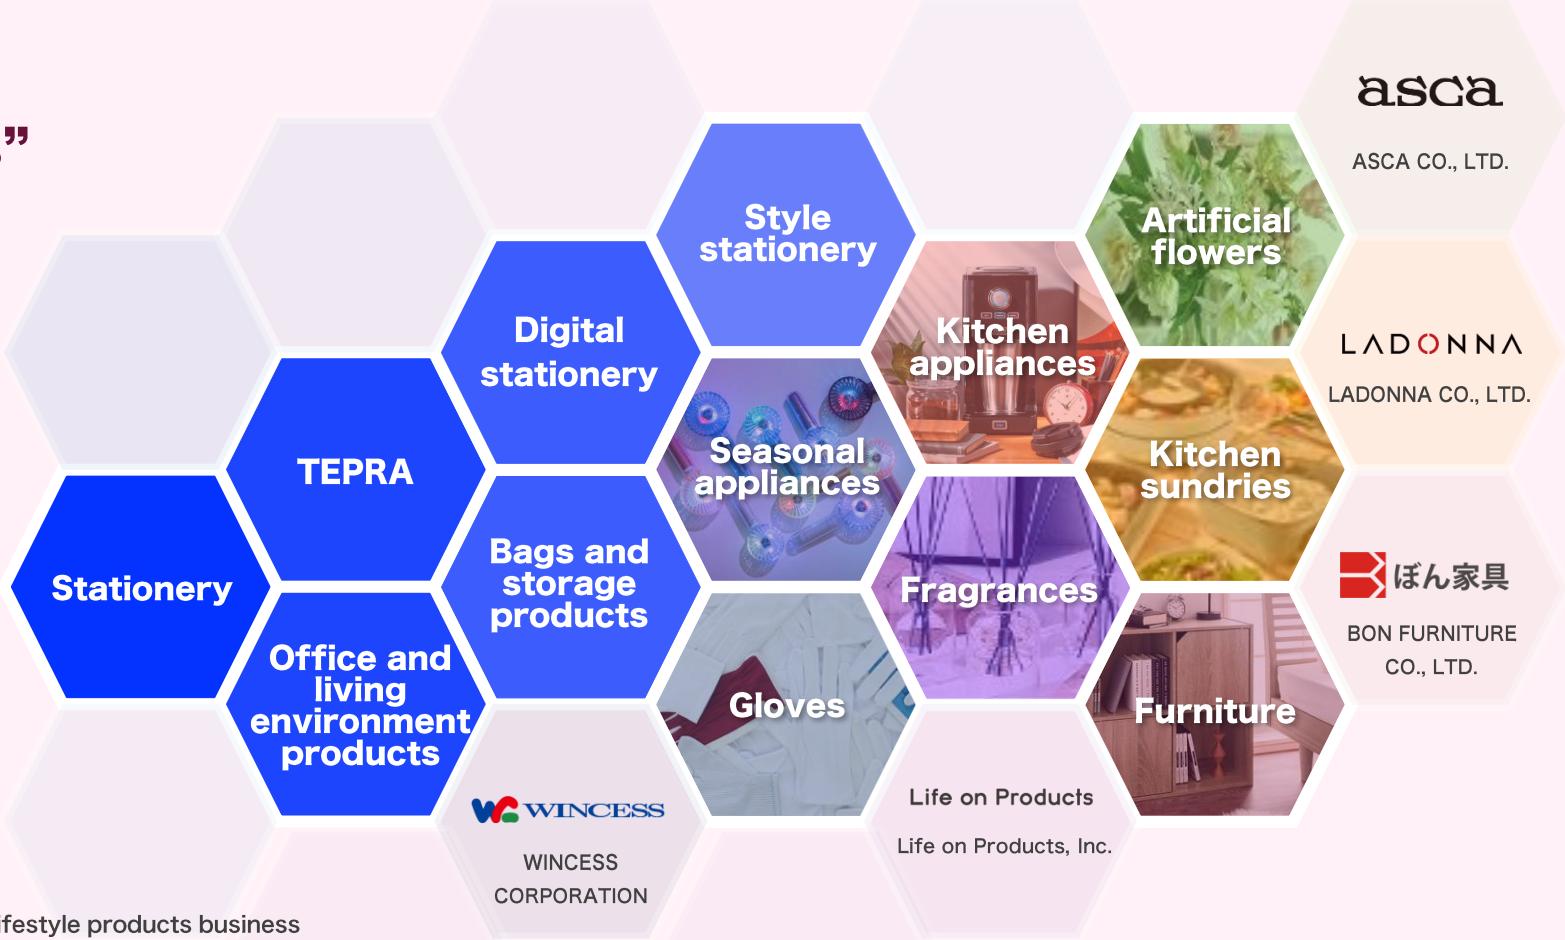 ”
Stationery
TEPRA
Office and
living
environment
products
Digital
stationery
Bags and
storage
products
WINCESS
WINCESS
CORPORATION
Style
stationery
Seasonal
appliances
Gloves
Kitchen
appliances
Fragrances
Life on Products
Life on Products, Inc.
Artificial
flowers
Kitchen
sundries
Furniture
asca
ASCA CO., LTD.
LADONNA
LADONNA CO., LTD.
ぼん家具
BON FURNITURE
CO., LTD.
ifestyle products business